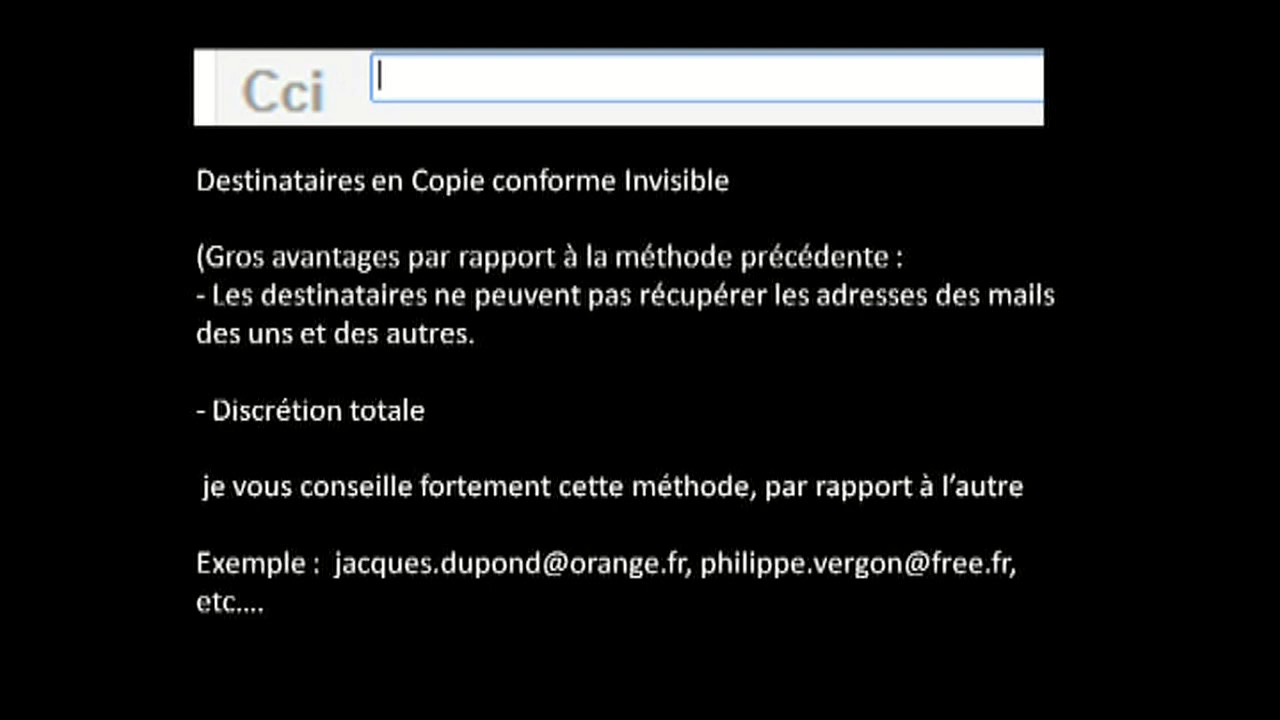 Cci
Destinataires en Copie conforme Invisible
(Gros avantages par rapport à la méthode précédente :
- Les destinataires ne peuvent pas récupérer les adresses des mails
des uns et des autres.
- Discrétion totale
je vous conseille fortement cette méthode, par rapport à l’autre
Exemple : jacques.dupond@orange.fr, philippe.vergon@free.fr,
etc....